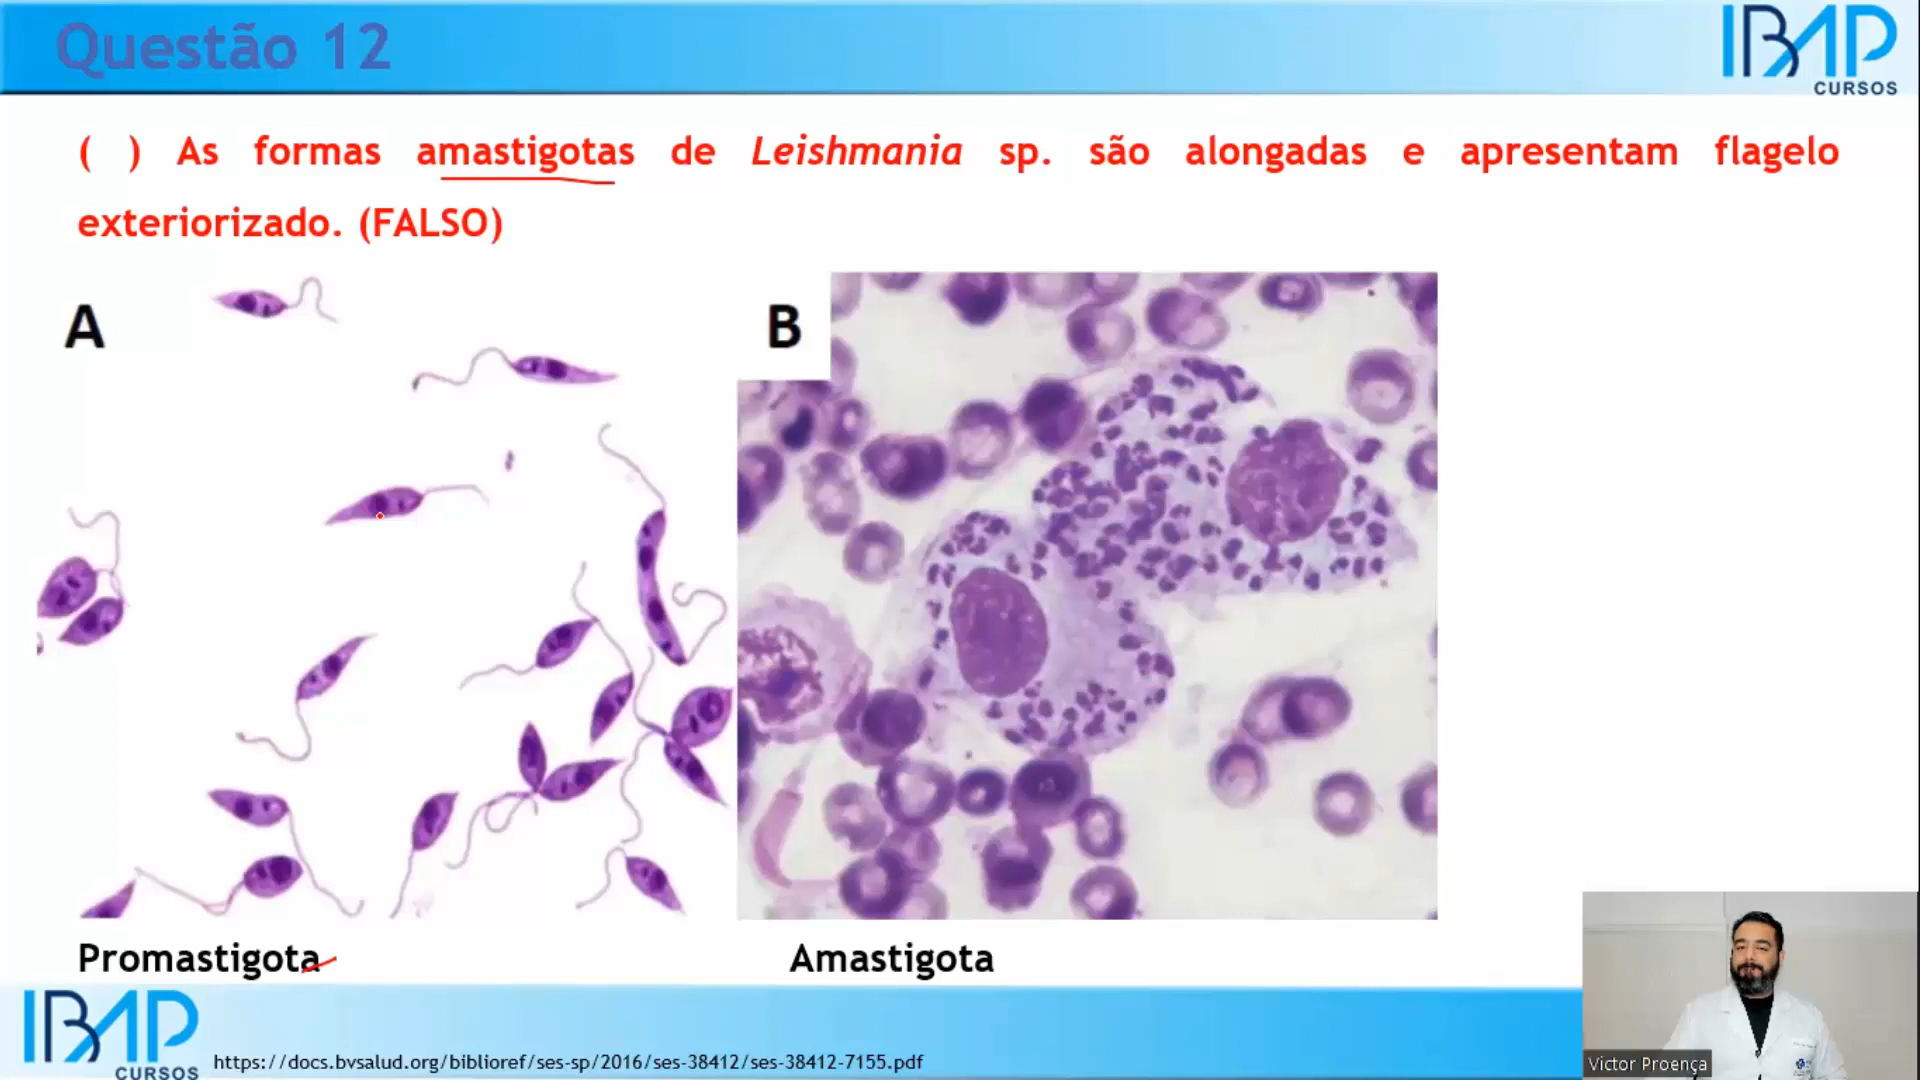 Questão 12
IBAP
CURSOS
( ) As formas amastigotas de Leishmania sp. são alongadas e apresentam flagelo
exteriorizado. (FALSO)
A
B
Promastigota
Amastigota
IBAP
CURSOS
https://docs.bvsalud.org/biblioref/ses-sp/2016/ses-38412/ses-38412-7155.pdf
Victor Proença